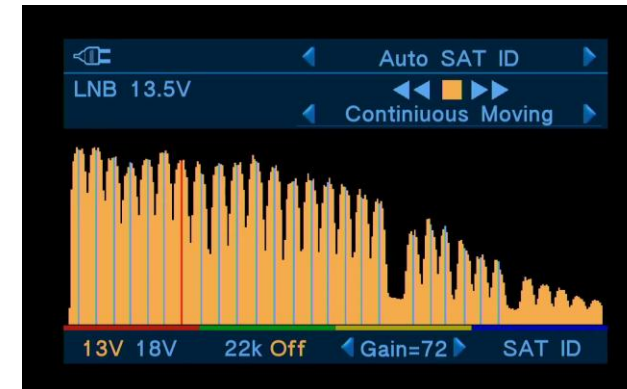 Auto SAT ID
LNB 13.5V
Continiuous Moving
13V 18V 22k Off Gain=72 SAT ID